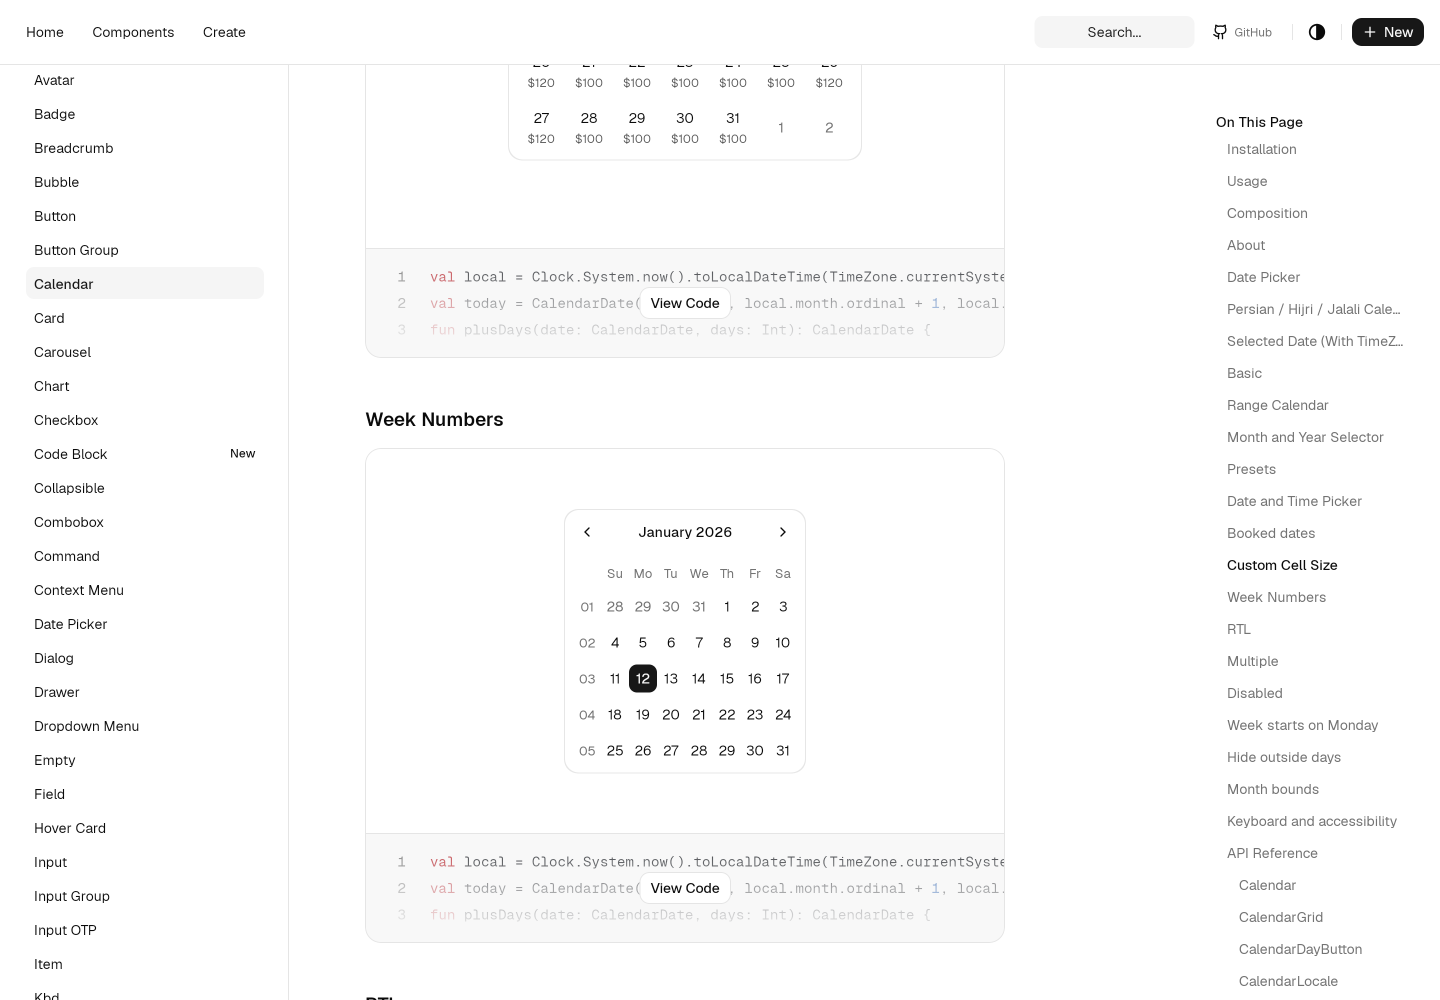 Home Components Create Search... GitHub New
Avatar
Badge
Breadcrumb
Bubble
Button
Button Group
Calendar
Card
Carousel
Chart
Checkbox
Code Block New
Collapsible
Combobox
Command
Context Menu
Date Picker
Dialog
Drawer
Dropdown Menu
Empty
Field
Hover Card
Input
Input Group
Input OTP
Item
Kbd
$120 $100 $100 $100 $100 $100 $120
27 28 29 30 31 1 2
$120 $100 $100 $100 $100
1 val local = Clock.System.now().toLocalDateTime(TimeZone.currentSyste
2 val today = CalendarDate( View Code , local.month.ordinal + 1, local.
3 fun plusDays(date: CalendarDate, days: Int): CalendarDate {
Week Numbers
January 2026
Su Mo Tu We Th Fr Sa
01 28 29 30 31 1 2 3
02 4 5 6 7 8 9 10
03 11 12 13 14 15 16 17
04 18 19 20 21 22 23 24
05 25 26 27 28 29 30 31
1 val local = Clock.System.now().toLocalDateTime(TimeZone.currentSyste
2 val today = CalendarDate( View Code , local.month.ordinal + 1, local.
3 fun plusDays(date: CalendarDate, days: Int): CalendarDate {
RTL
On This Page
Installation
Usage
Composition
About
Date Picker
Persian / Hijri / Jalali Cale...
Selected Date (With TimeZ...
Basic
Range Calendar
Month and Year Selector
Presets
Date and Time Picker
Booked dates
Custom Cell Size
Week Numbers
RTL
Multiple
Disabled
Week starts on Monday
Hide outside days
Month bounds
Keyboard and accessibility
API Reference
Calendar
CalendarGrid
CalendarDayButton
CalendarLocale